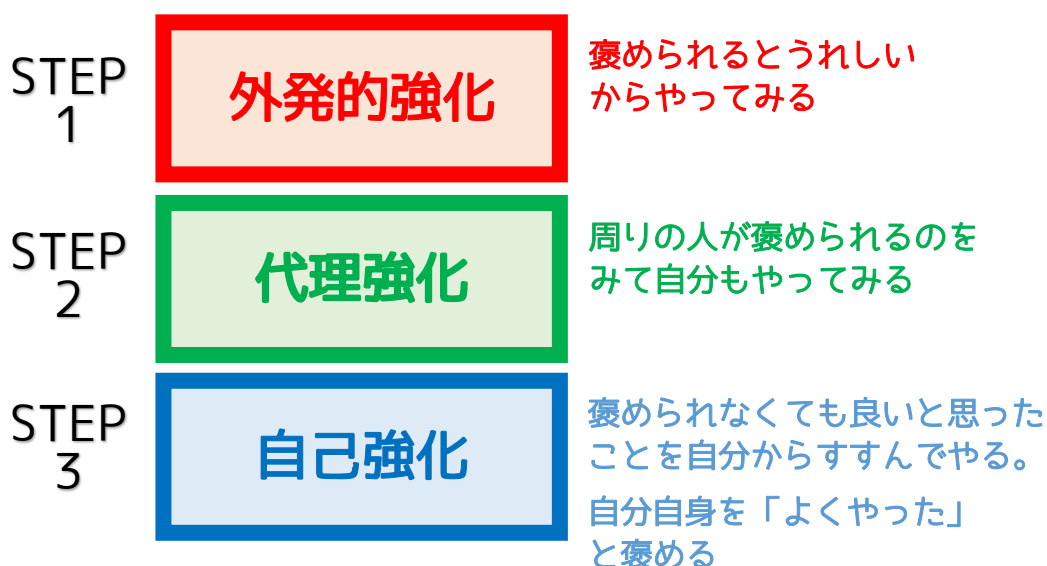 STEP
1
外発的強化
褒められるとうれしい
からやってみる
STEP
2
代理強化
周りの人が褒められるのを
みて自分もやってみる
STEP
3
自己強化
褒められなくても良いと思った
ことを自分からすすんでやる。
自分自身を「よくやった」
と褒める